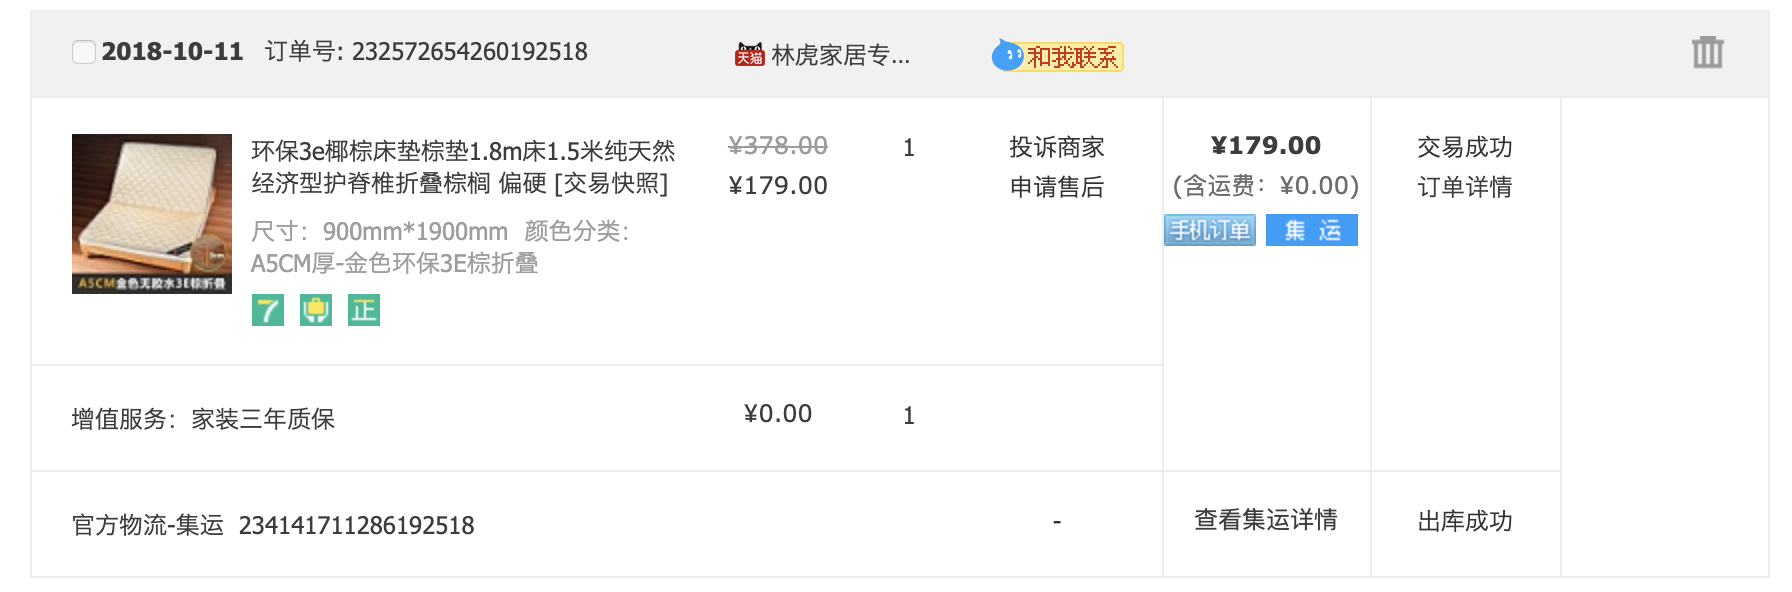 2018-10-11 订单号: 232572654260192518 天猫 林虎家居专... 和我联系
环保3e椰棕床垫棕垫1.8m床1.5米纯天然 ¥378.00 1 投诉商家 ¥179.00 交易成功
经济型护脊椎折叠棕榈 偏硬 [交易快照] ¥179.00 申请售后 (含运费：¥0.00) 订单详情
尺寸：900mm*1900mm 颜色分类： 手机订单 集 运
A5CM厚-金色环保3E棕折叠
A5CM金色无胶水3E棕折叠
7 正
增值服务：家装三年质保 ¥0.00 1
官方物流-集运 234141711286192518 - 查看集运详情 出库成功